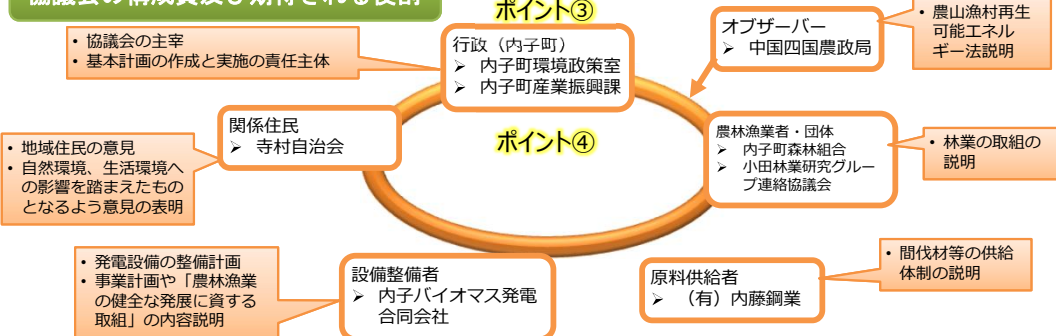 協議会の構成員及び期待される役割
ポイント③
・ 協議会の主宰
・ 基本計画の作成と実施の責任主体
行政（内子町）
➢ 内子町環境政策室
➢ 内子町産業振興課
オブザーバー
➢ 中国四国農政局
・ 農山漁村再生
可能エネル
ギー法説明
関係住民
➢ 寺村自治会
ポイント④
・ 地域住民の意見
・ 自然環境、生活環境へ
の影響を踏まえたもの
となるよう意見の表明
農林漁業者・団体
➢ 内子町森林組合
➢ 小田林業研究グルー
プ連絡協議会
・ 林業の取組の
説明
・ 発電設備の整備計画
・ 事業計画や「農林漁業
の健全な発展に資する
取組」の内容説明
設備整備者
➢ 内子バイオマス発電
合同会社
原料供給者
➢ （有）内藤鋼業
・ 間伐材等の供給
体制の説明